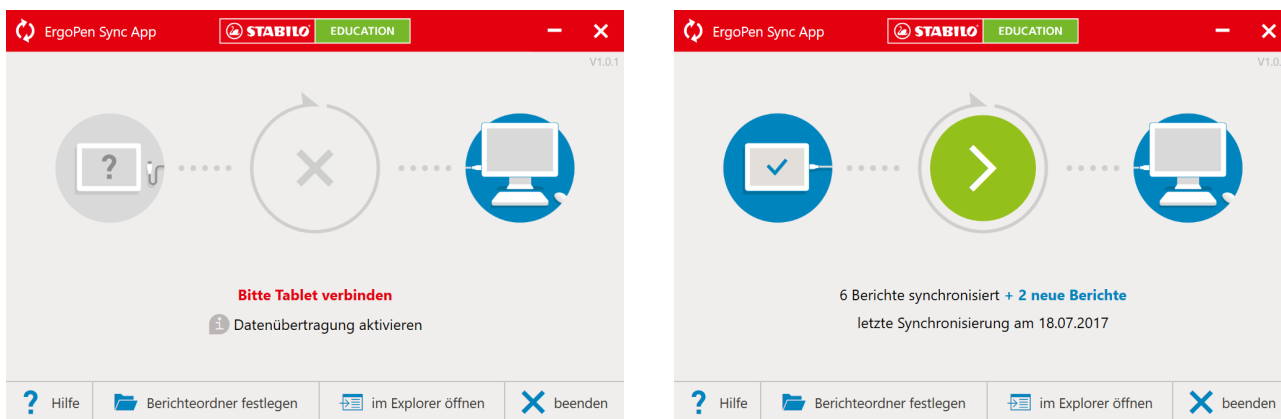 ErgoPen Sync App STABILO EDUCATION
V1.0.1
?
Bitte Tablet verbinden
i Datenübertragung aktivieren
? Hilfe Berichteordner festlegen im Explorer öffnen beenden
ErgoPen Sync App STABILO EDUCATION
V1.0.
6 Berichte synchronisiert + 2 neue Berichte
letzte Synchronisierung am 18.07.2017
? Hilfe Berichteordner festlegen im Explorer öffnen beenden